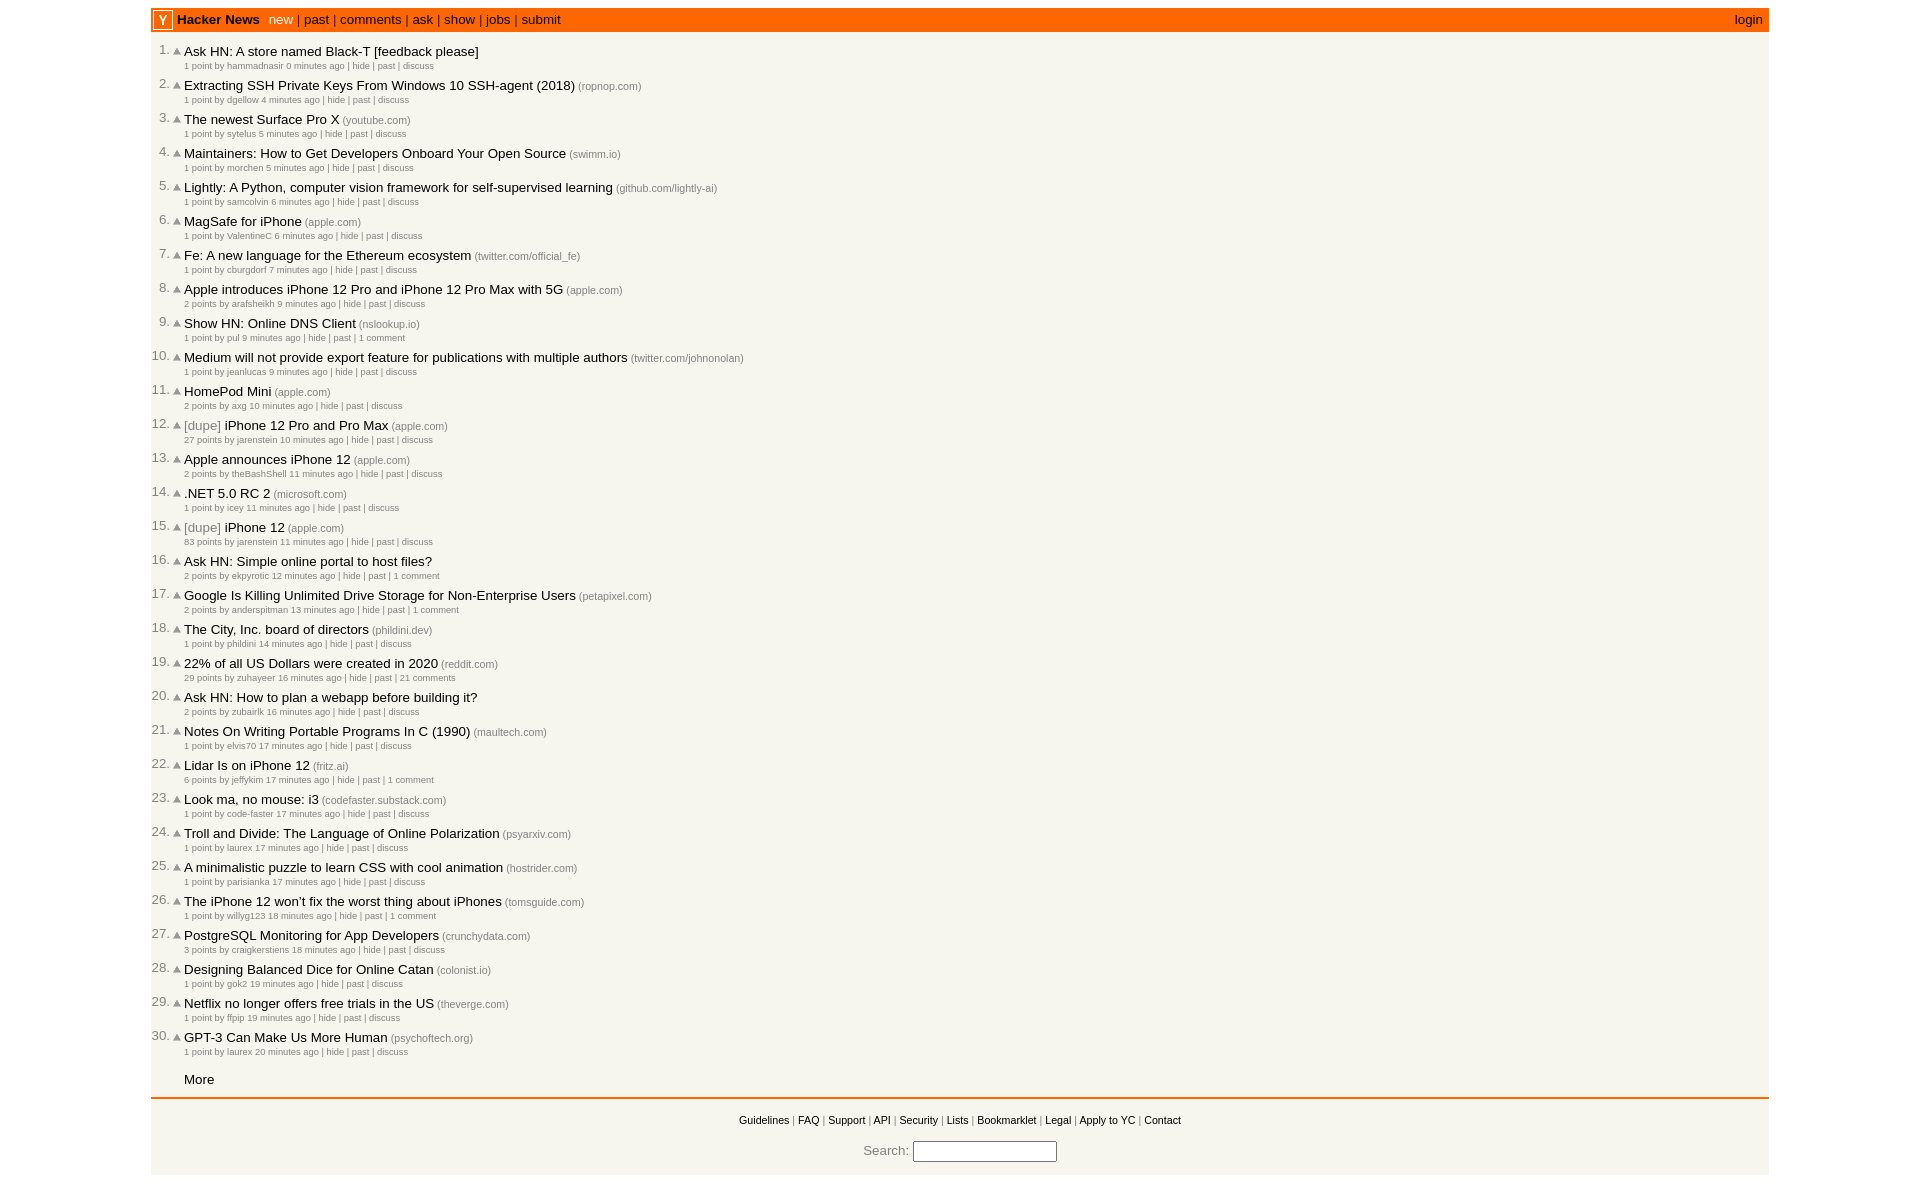 Y Hacker News new | past | comments | ask | show | jobs | submit login
1. Ask HN: A store named Black-T [feedback please]
1 point by hammadnasir 0 minutes ago | hide | past | discuss
2. Extracting SSH Private Keys From Windows 10 SSH-agent (2018) (ropnop.com)
1 point by dgellow 4 minutes ago | hide | past | discuss
3. The newest Surface Pro X (youtube.com)
1 point by sytelus 5 minutes ago | hide | past | discuss
4. Maintainers: How to Get Developers Onboard Your Open Source (swimm.io)
1 point by morchen 5 minutes ago | hide | past | discuss
5. Lightly: A Python, computer vision framework for self-supervised learning (github.com/lightly-ai)
1 point by samcolvin 6 minutes ago | hide | past | discuss
6. MagSafe for iPhone (apple.com)
1 point by ValentineC 6 minutes ago | hide | past | discuss
7. Fe: A new language for the Ethereum ecosystem (twitter.com/official_fe)
1 point by cburgdorf 7 minutes ago | hide | past | discuss
8. Apple introduces iPhone 12 Pro and iPhone 12 Pro Max with 5G (apple.com)
2 points by arafsheikh 9 minutes ago | hide | past | discuss
9. Show HN: Online DNS Client (nslookup.io)
1 point by pul 9 minutes ago | hide | past | 1 comment
10. Medium will not provide export feature for publications with multiple authors (twitter.com/johnonolan)
1 point by jeanlucas 9 minutes ago | hide | past | discuss
11. HomePod Mini (apple.com)
2 points by axg 10 minutes ago | hide | past | discuss
12. [dupe] iPhone 12 Pro and Pro Max (apple.com)
27 points by jarenstein 10 minutes ago | hide | past | discuss
13. Apple announces iPhone 12 (apple.com)
2 points by theBashShell 11 minutes ago | hide | past | discuss
14. .NET 5.0 RC 2 (microsoft.com)
1 point by icey 11 minutes ago | hide | past | discuss
15. [dupe] iPhone 12 (apple.com)
83 points by jarenstein 11 minutes ago | hide | past | discuss
16. Ask HN: Simple online portal to host files?
2 points by ekpyrotic 12 minutes ago | hide | past | 1 comment
17. Google Is Killing Unlimited Drive Storage for Non-Enterprise Users (petapixel.com)
2 points by anderspitman 13 minutes ago | hide | past | 1 comment
18. The City, Inc. board of directors (phildini.dev)
1 point by phildini 14 minutes ago | hide | past | discuss
19. 22% of all US Dollars were created in 2020 (reddit.com)
29 points by zuhayeer 16 minutes ago | hide | past | 21 comments
20. Ask HN: How to plan a webapp before building it?
2 points by zubairlk 16 minutes ago | hide | past | discuss
21. Notes On Writing Portable Programs In C (1990) (maultech.com)
1 point by elvis70 17 minutes ago | hide | past | discuss
22. Lidar Is on iPhone 12 (fritz.ai)
6 points by jeffykim 17 minutes ago | hide | past | 1 comment
23. Look ma, no mouse: i3 (codefaster.substack.com)
1 point by code-faster 17 minutes ago | hide | past | discuss
24. Troll and Divide: The Language of Online Polarization (psyarxiv.com)
1 point by laurex 17 minutes ago | hide | past | discuss
25. A minimalistic puzzle to learn CSS with cool animation (hostrider.com)
1 point by parisianka 17 minutes ago | hide | past | discuss
26. The iPhone 12 won’t fix the worst thing about iPhones (tomsguide.com)
1 point by willyg123 18 minutes ago | hide | past | 1 comment
27. PostgreSQL Monitoring for App Developers (crunchydata.com)
3 points by craigkerstiens 18 minutes ago | hide | past | discuss
28. Designing Balanced Dice for Online Catan (colonist.io)
1 point by gok2 19 minutes ago | hide | past | discuss
29. Netflix no longer offers free trials in the US (theverge.com)
1 point by ffpip 19 minutes ago | hide | past | discuss
30. GPT-3 Can Make Us More Human (psychoftech.org)
1 point by laurex 20 minutes ago | hide | past | discuss
More
Guidelines | FAQ | Support | API | Security | Lists | Bookmarklet | Legal | Apply to YC | Contact
Search: